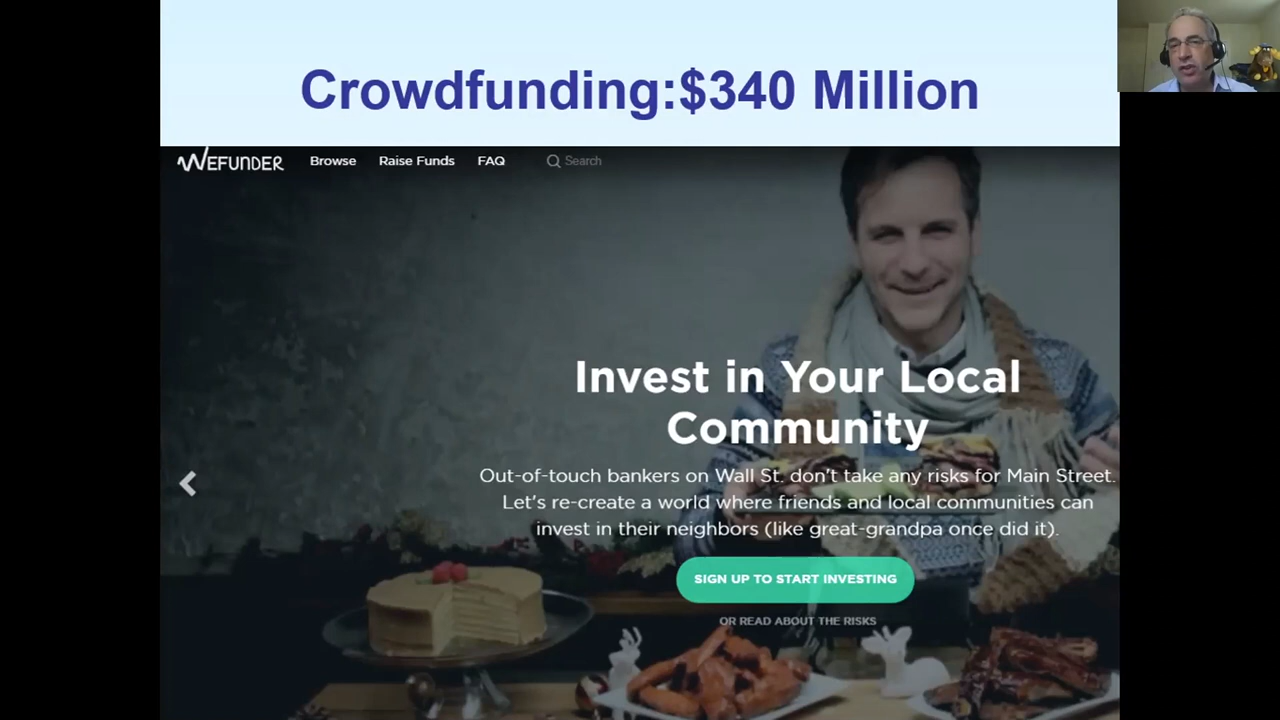 Crowdfunding:$340 Million
WEFUNDER Browse Raise Funds FAQ Search
Invest in Your Local
Community
Out-of-touch bankers on Wall St. don't take any risks for Main Street.
Let's re-create a world where friends and local communities can
invest in their neighbors (like great-grandpa once did it).
SIGN UP TO START INVESTING
OR READ ABOUT THE RISKS